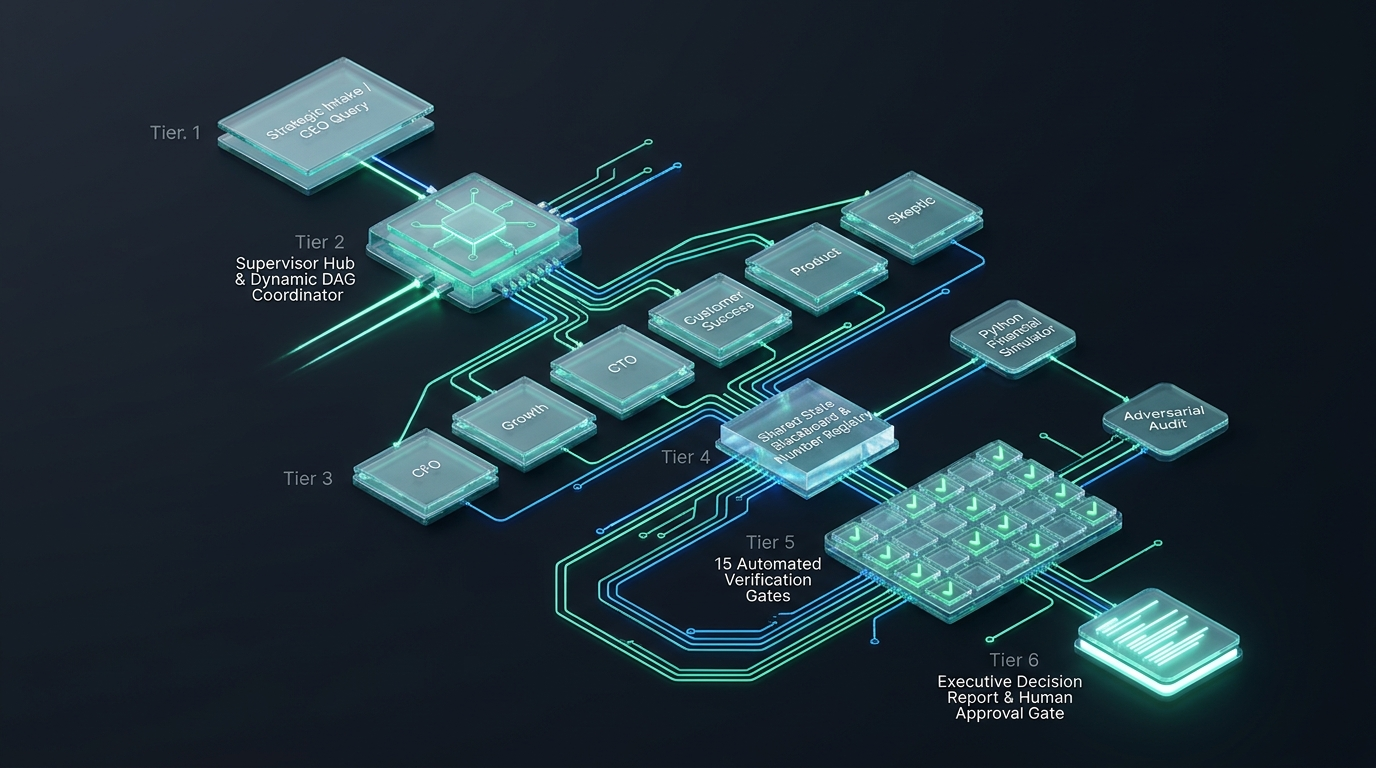 Tier. 1
Strategic Intake /
CEO Query
Tier 2
Supervisor Hub
& Dynamic DAG
Coordinator
Skeptic
Product
Customer
Success
CTO
Growth
CFO
Tier 3
Python
Financial
Simulator
Adversarial
Audit
Shared State
Blackboard &
Number Registry
Tier 4
Tier 5
15 Automated
Verification
Gates
Tier 6
Executive Decision
Report & Human
Approval Gate